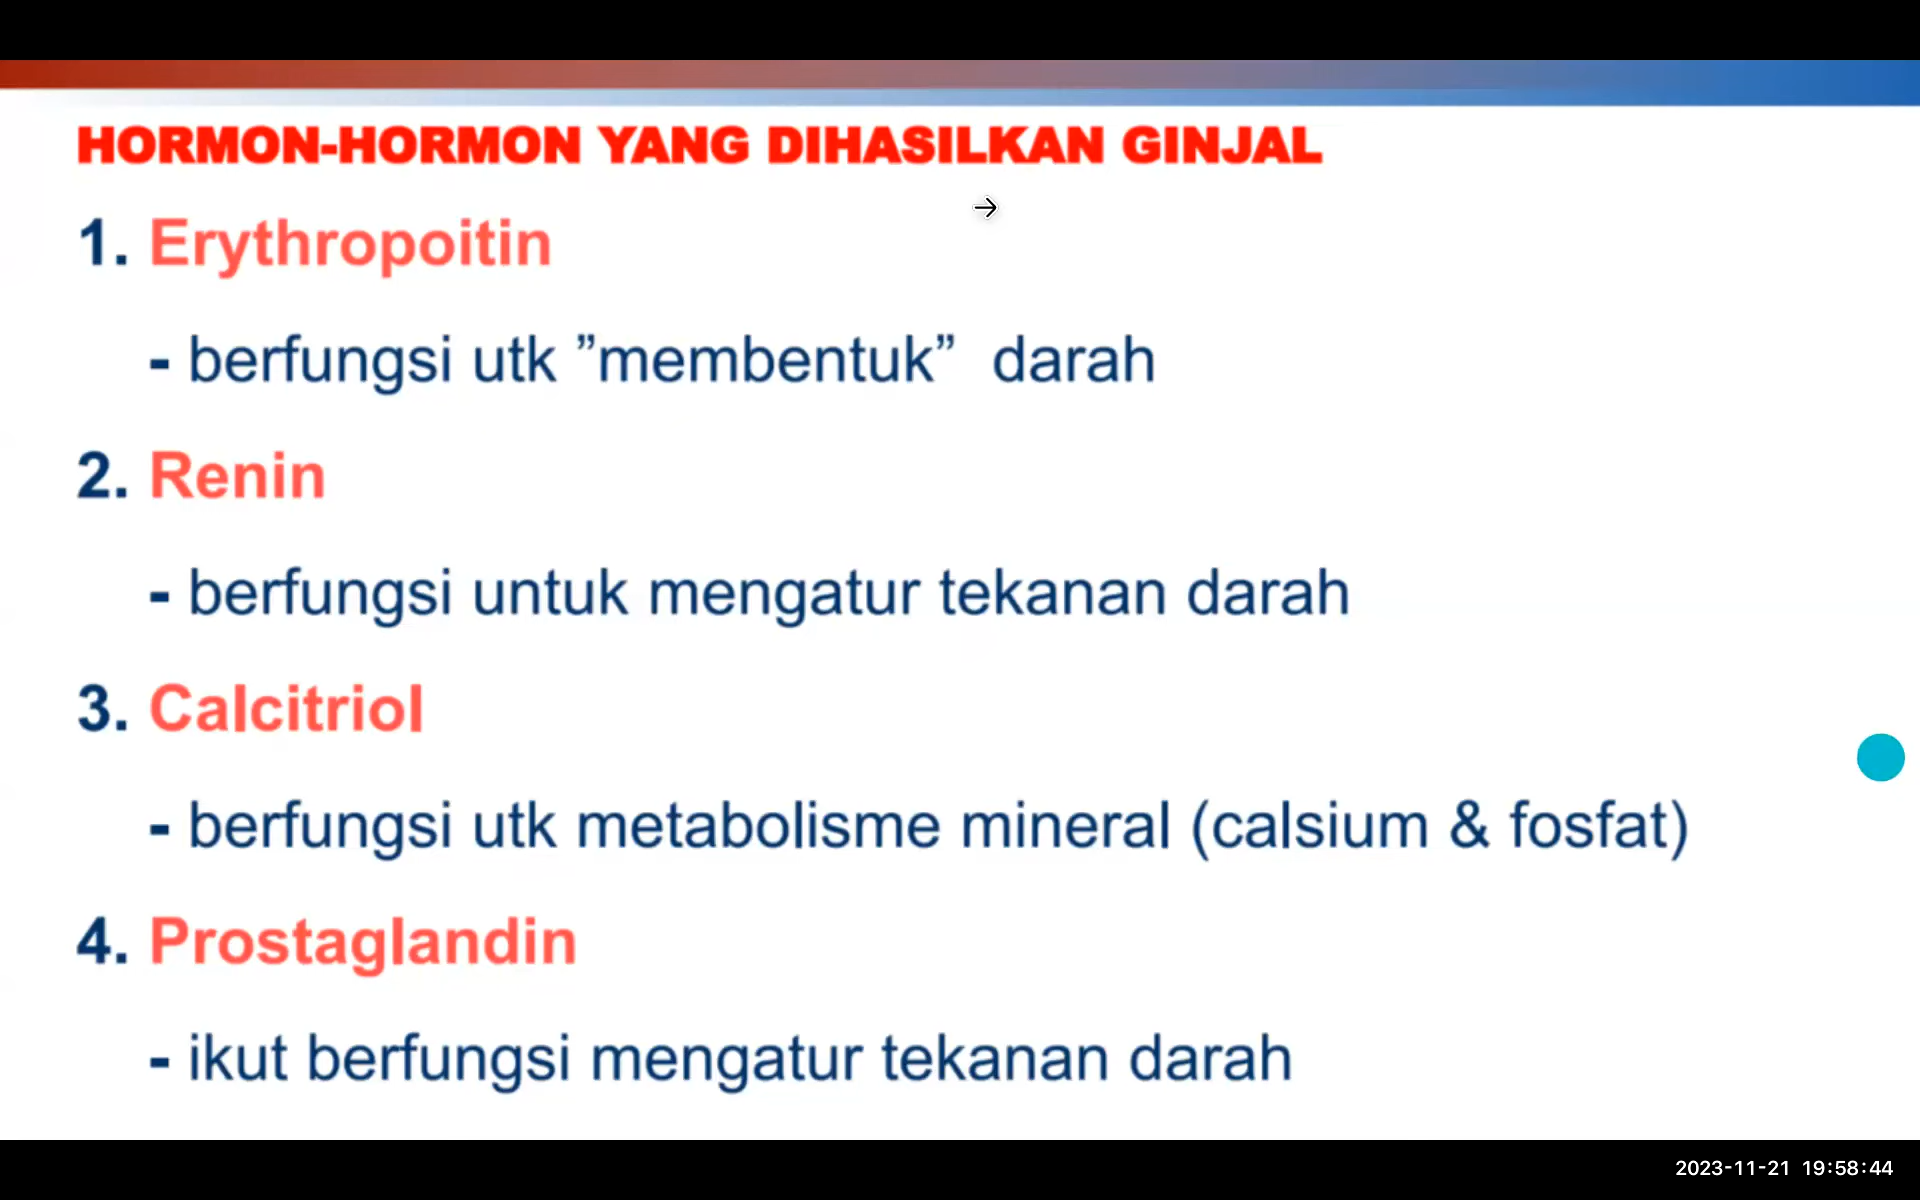 HORMON-HORMON YANG DIHASILKAN GINJAL
1. Erythropoitin
- berfungsi utk ”membentuk” darah
2. Renin
- berfungsi untuk mengatur tekanan darah
3. Calcitriol
- berfungsi utk metabolisme mineral (calsium & fosfat)
4. Prostaglandin
- ikut berfungsi mengatur tekanan darah
2023-11-21 19:58:44